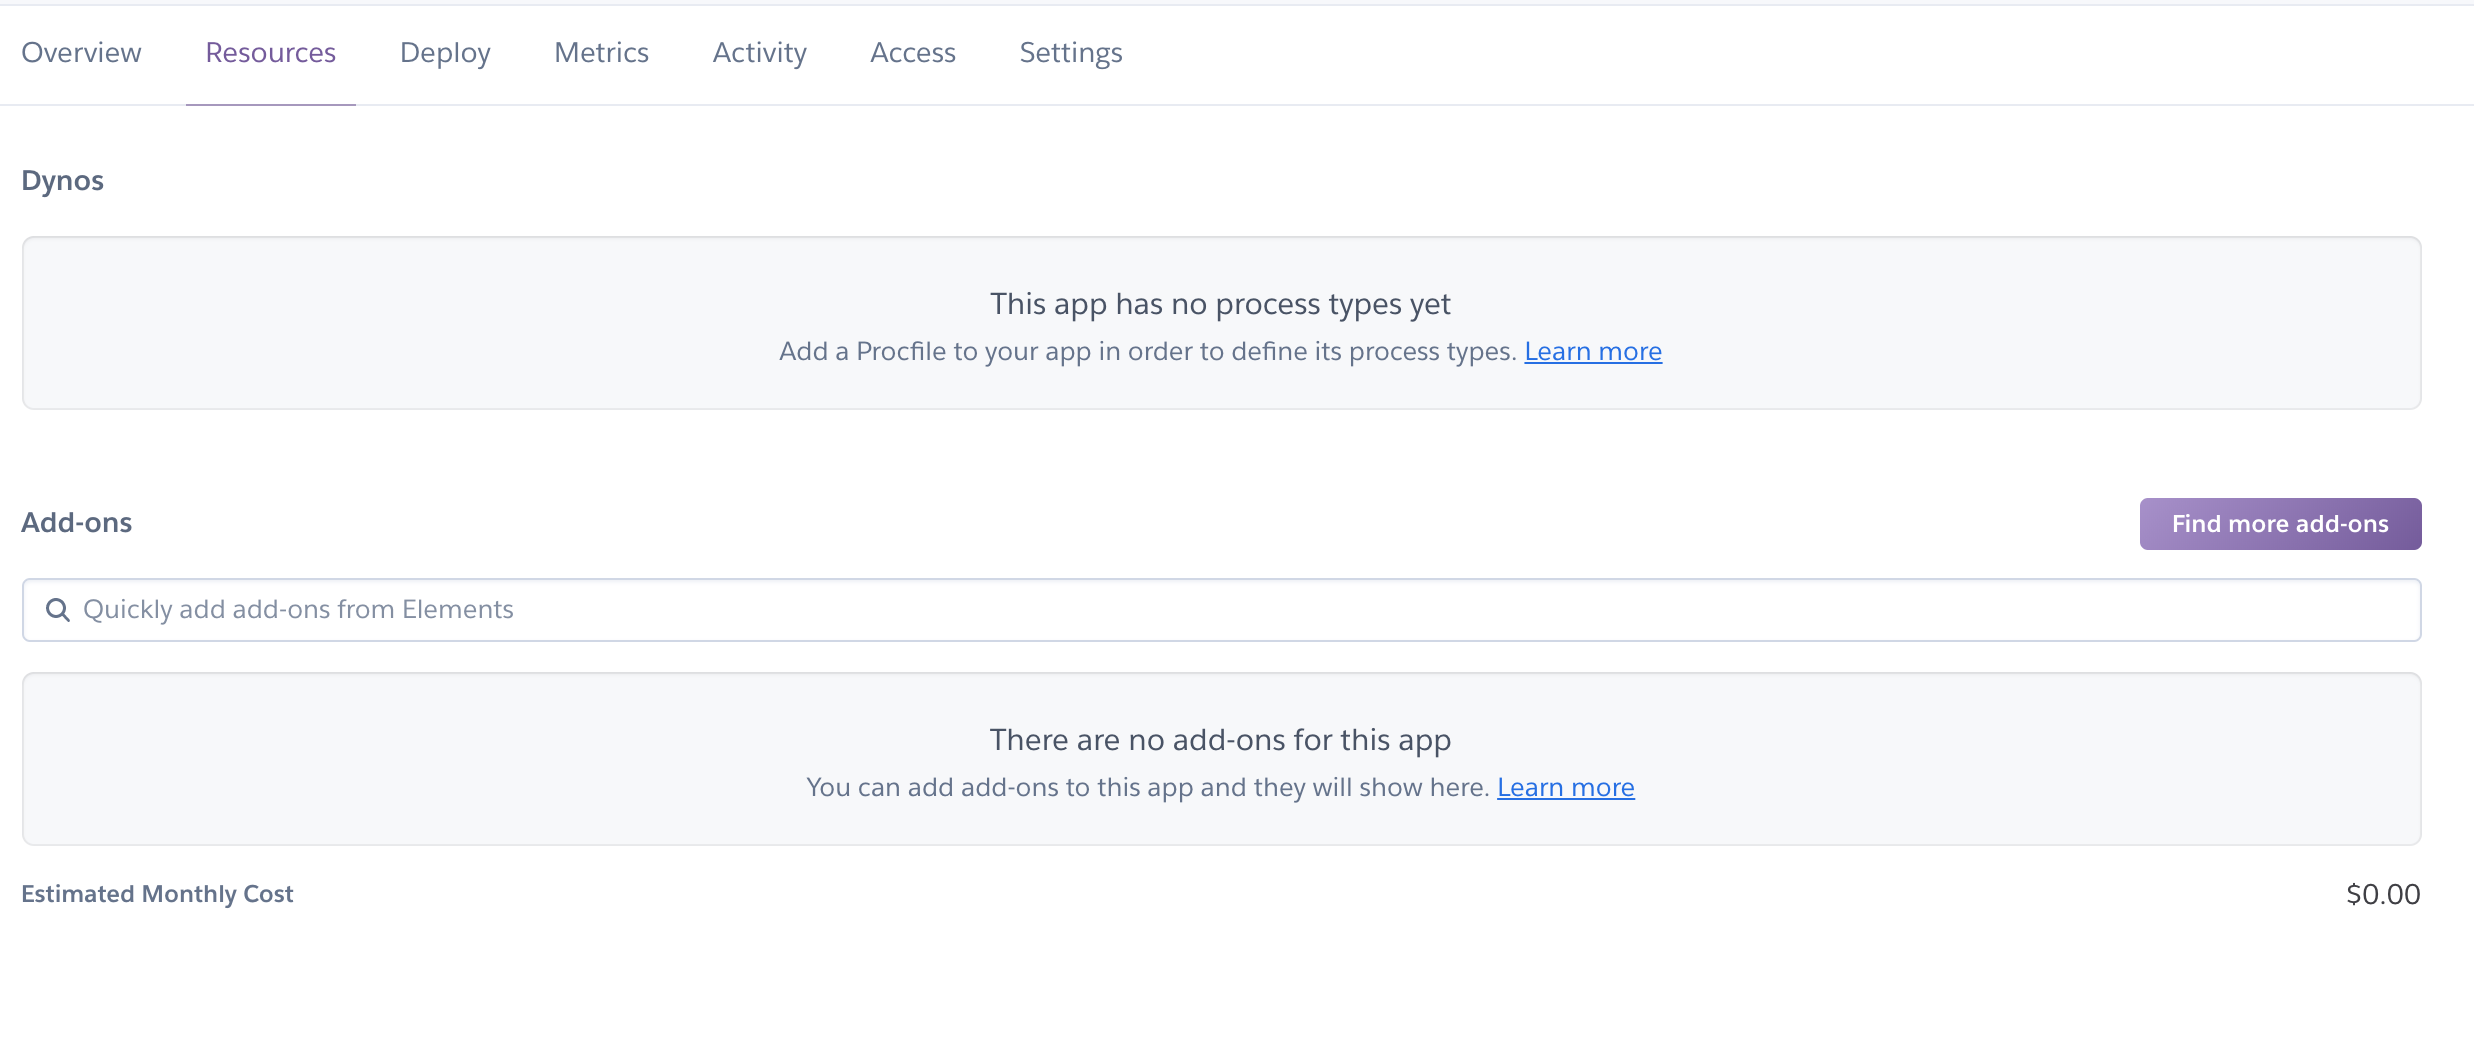 Overview Resources Deploy Metrics Activity Access Settings
Dynos
This app has no process types yet
Add a Procfile to your app in order to define its process types. Learn more
Add-ons
Find more add-ons
Quickly add add-ons from Elements
There are no add-ons for this app
You can add add-ons to this app and they will show here. Learn more
Estimated Monthly Cost $0.00